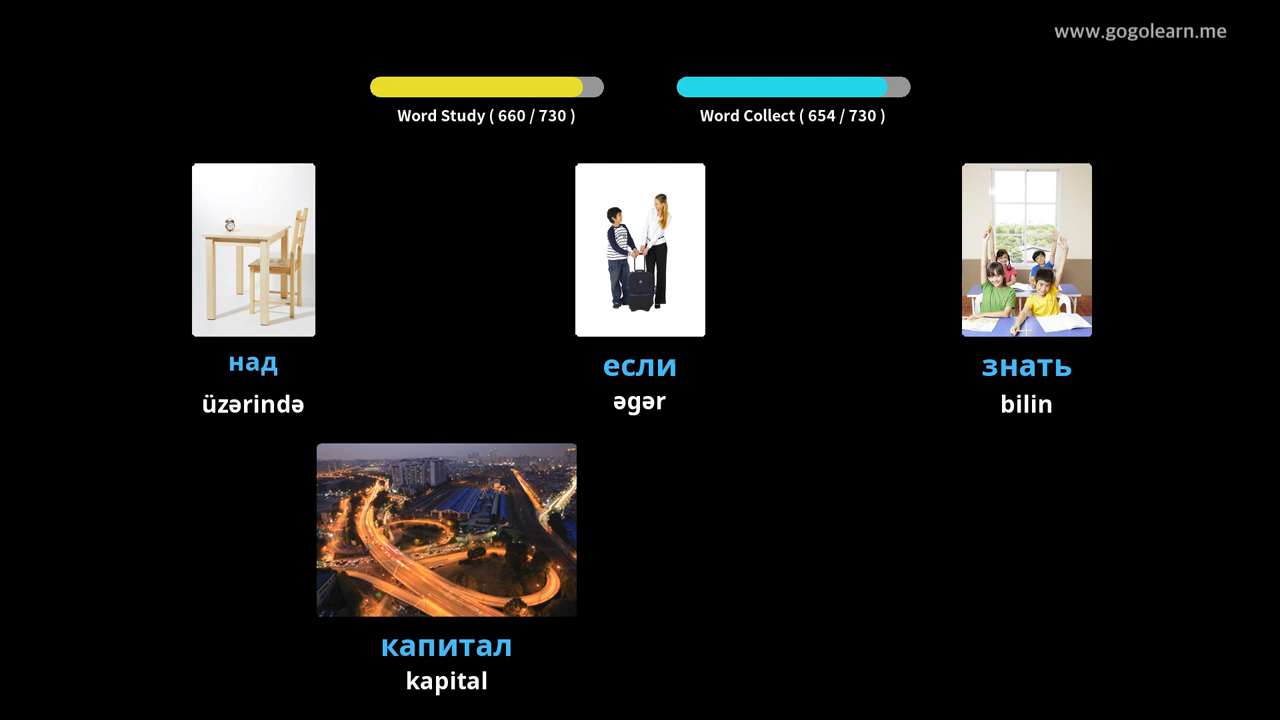 www.gogolearn.me
Word Study ( 660 / 730 )
Word Collect ( 654 / 730 )
над
üzərində
если
əgər
знать
bilin
капитал
kapital